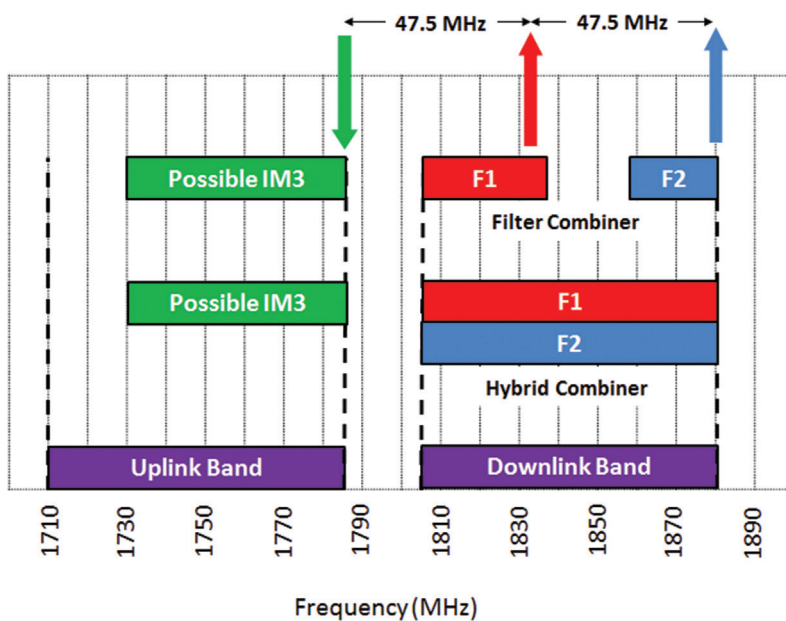 47.5 MHz 47.5 MHz
Possible IM3 F1 F2
Filter Combiner
Possible IM3 F1
F2
Hybrid Combiner
Uplink Band Downlink Band
1710 1730 1750 1770 1790 1810 1830 1850 1870 1890
Frequency (MHz)